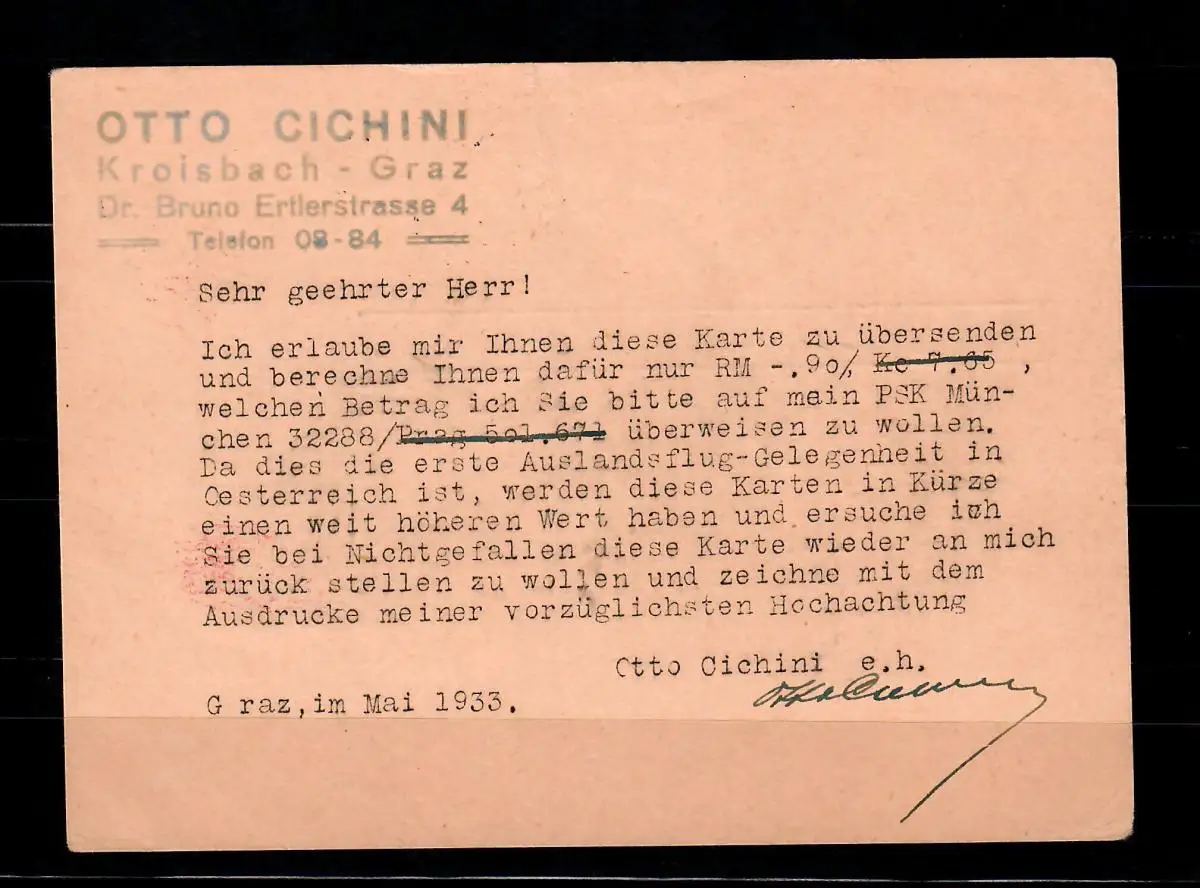 OTTO CICHINI
Kroisbach - Graz
Dr. Bruno Ertlerstrasse 4
Telefon 08-84
Sehr geehrter Herr!
Ich erlaube mir Ihnen diese Karte zu übersenden
und berechne Ihnen dafür nur RM -.90/, Kc 7.65 ,
welchen Betrag ich Sie bitte auf mein PSK Mün-
chen 32288/Prag 501.671 überweisen zu wollen.
Da dies die erste Auslandsflug-Gelegenheit in
Oesterreich ist, werden diese Karten in Kürze
einen weit höheren Wert haben und ersuche ich
Sie bei Nichtgefallen diese Karte wieder an mich
zurück stellen zu wollen und zeichne mit dem
Ausdrucke meiner vorzüglichsten Hochachtung
Otto Cichini e.h.
Otto Cichini
G raz,im Mai 1933.